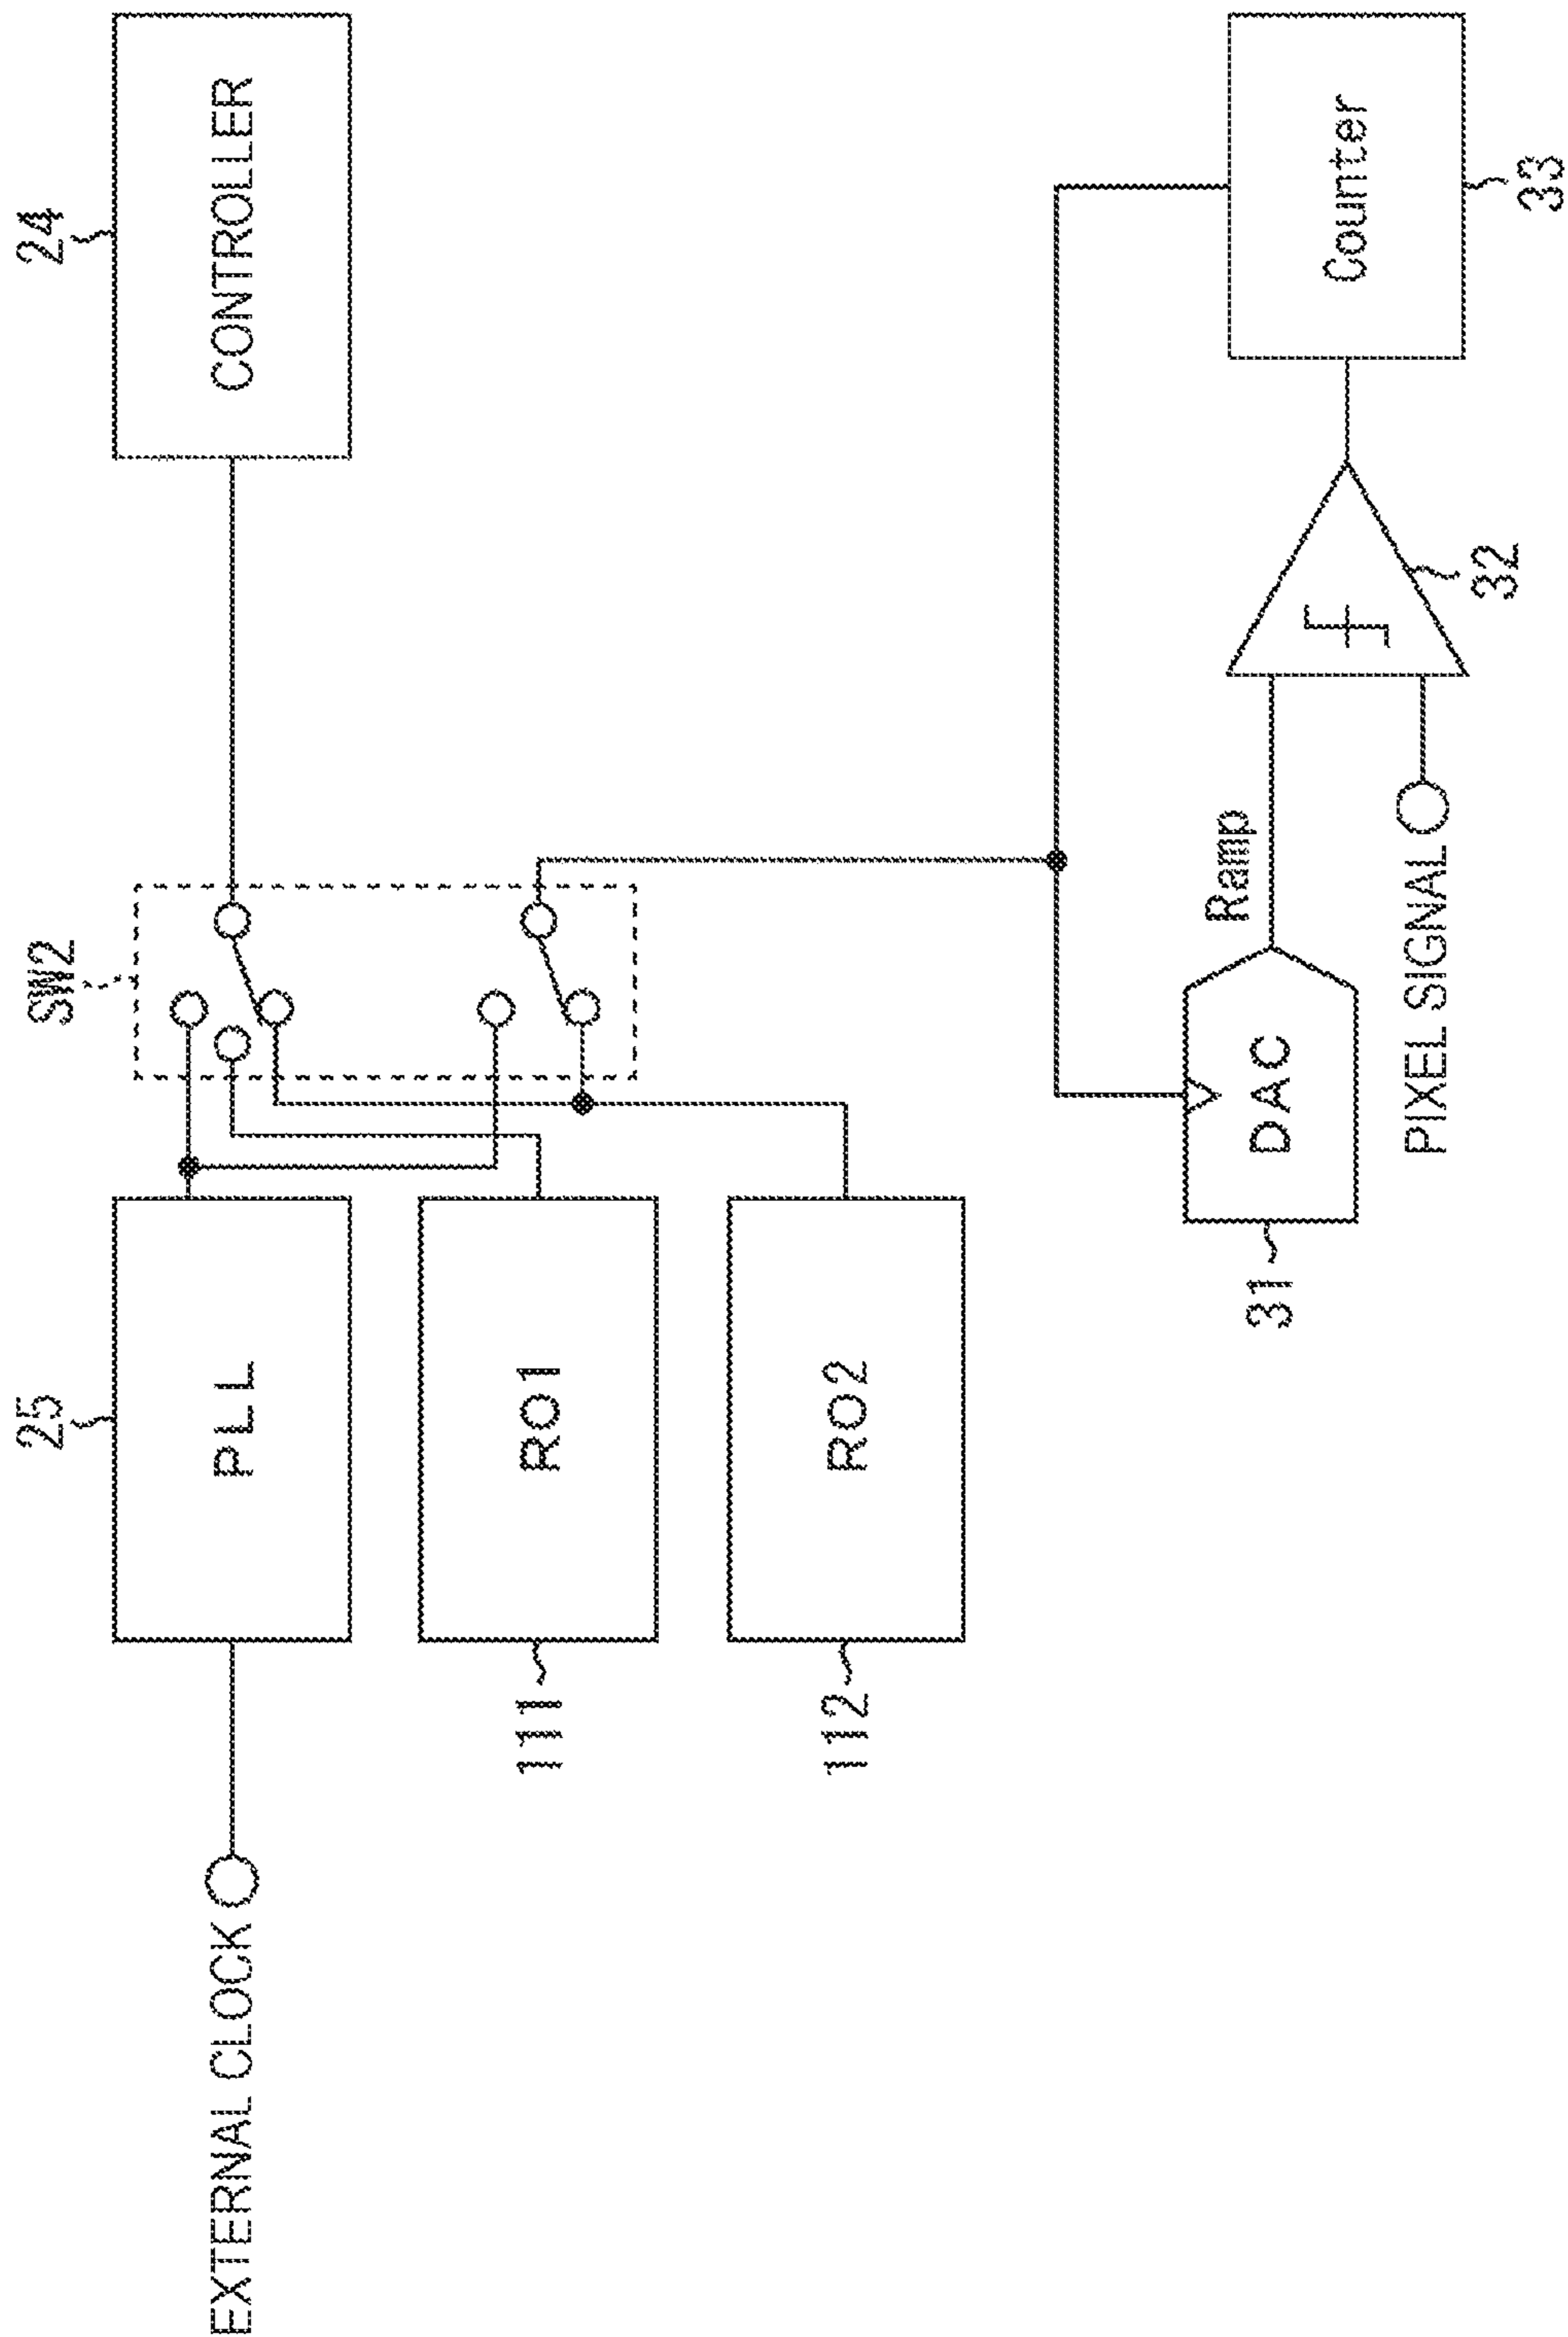 EXTERNAL CLOCK
25
PLL
SW2
24
CONTROLLER
111
RO1
112
RO2
31
DAC
Ramp
PIXEL SIGNAL
32
Counter
33